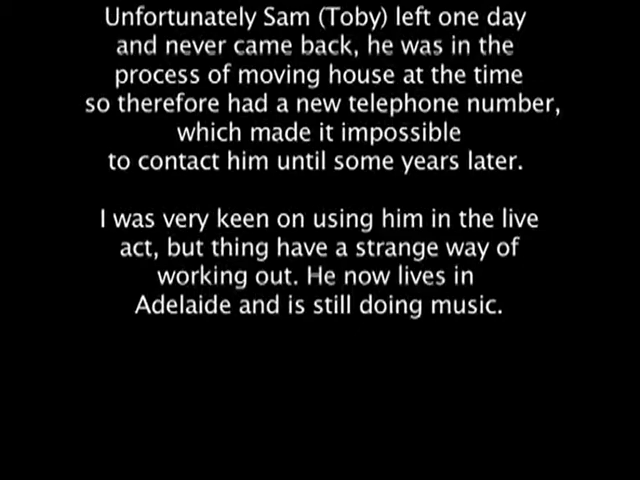 Unfortunately Sam (Toby) left one day
and never came back, he was in the
process of moving house at the time
so therefore had a new telephone number,
which made it impossible
to contact him until some years later.
I was very keen on using him in the live
act, but thing have a strange way of
working out. He now lives in
Adelaide and is still doing music.